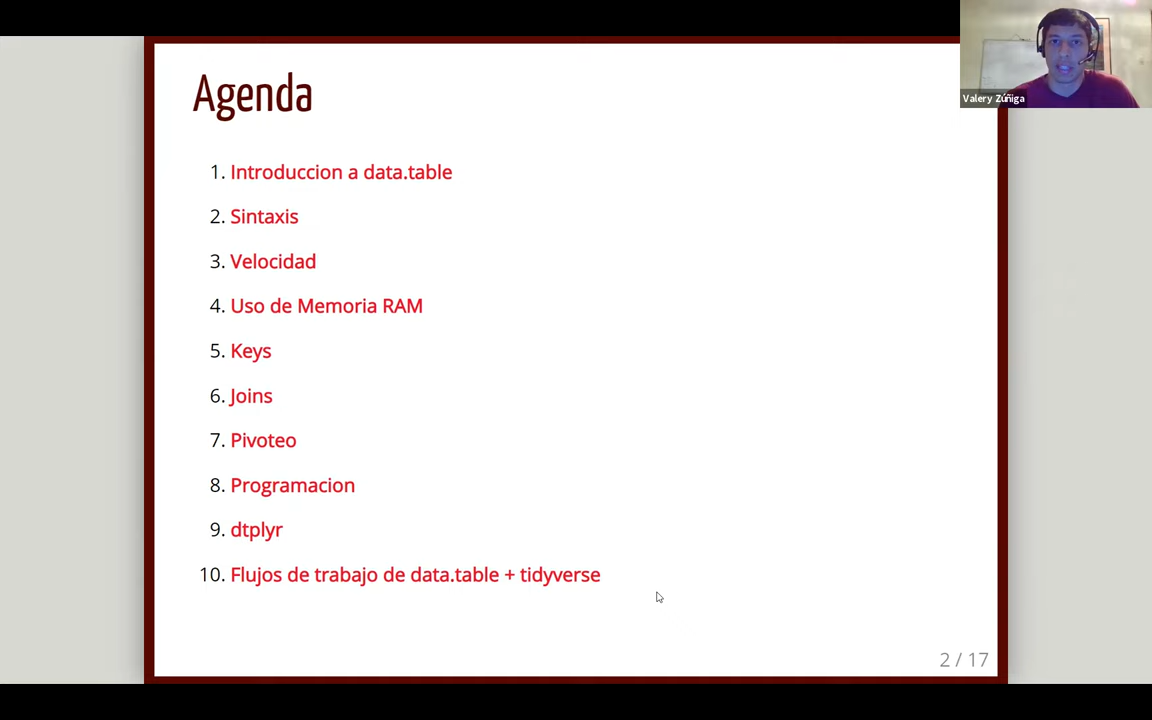 Agenda
1. Introduccion a data.table
2. Sintaxis
3. Velocidad
4. Uso de Memoria RAM
5. Keys
6. Joins
7. Pivoteo
8. Programacion
9. dtplyr
10. Flujos de trabajo de data.table + tidyverse
2 / 17
Valery Zúñiga